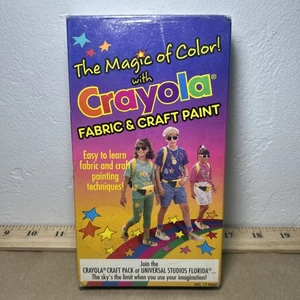 The Magic of Color!
with
Crayola®
FABRIC & CRAFT PAINT
Easy to learn
fabric and craft
painting
techniques!
Join the
CRAYOLA® CRAFT PACK at UNIVERSAL STUDIOS FLORIDA®...
The sky's the limit when you use your imagination!